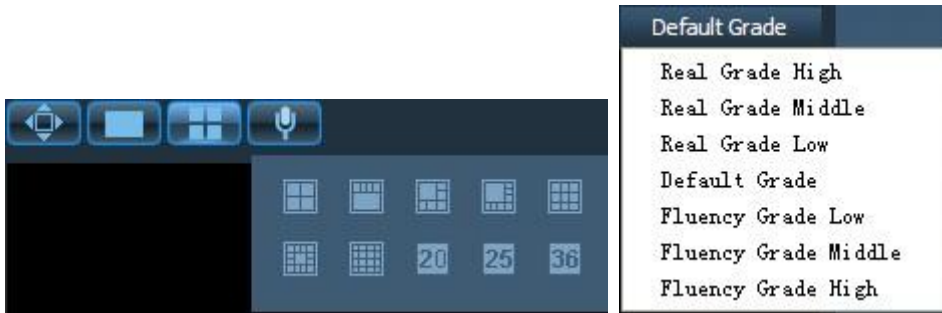 20 25 36
Default Grade
Real Grade High
Real Grade Middle
Real Grade Low
Default Grade
Fluency Grade Low
Fluency Grade Middle
Fluency Grade High